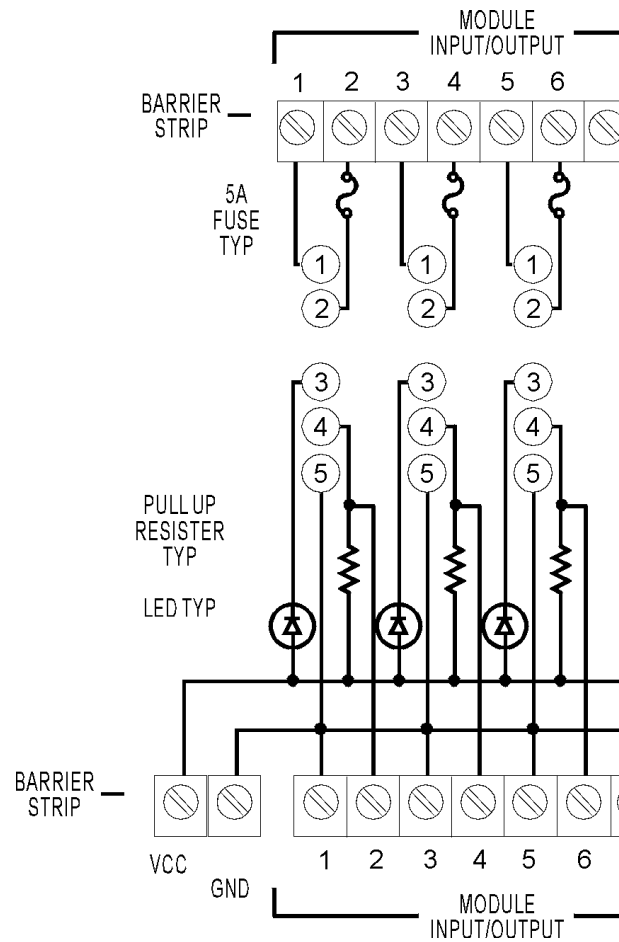 MODULE
INPUT/OUTPUT
1 2 3 4 5 6
BARRIER
STRIP
5A
FUSE
TYP
1 1 1
2 2 2
3 3 3
4 4 4
5 5 5
PULL UP
RESISTER
TYP
LED TYP
BARRIER
STRIP
VCC
GND
1 2 3 4 5 6
MODULE
INPUT/OUTPUT